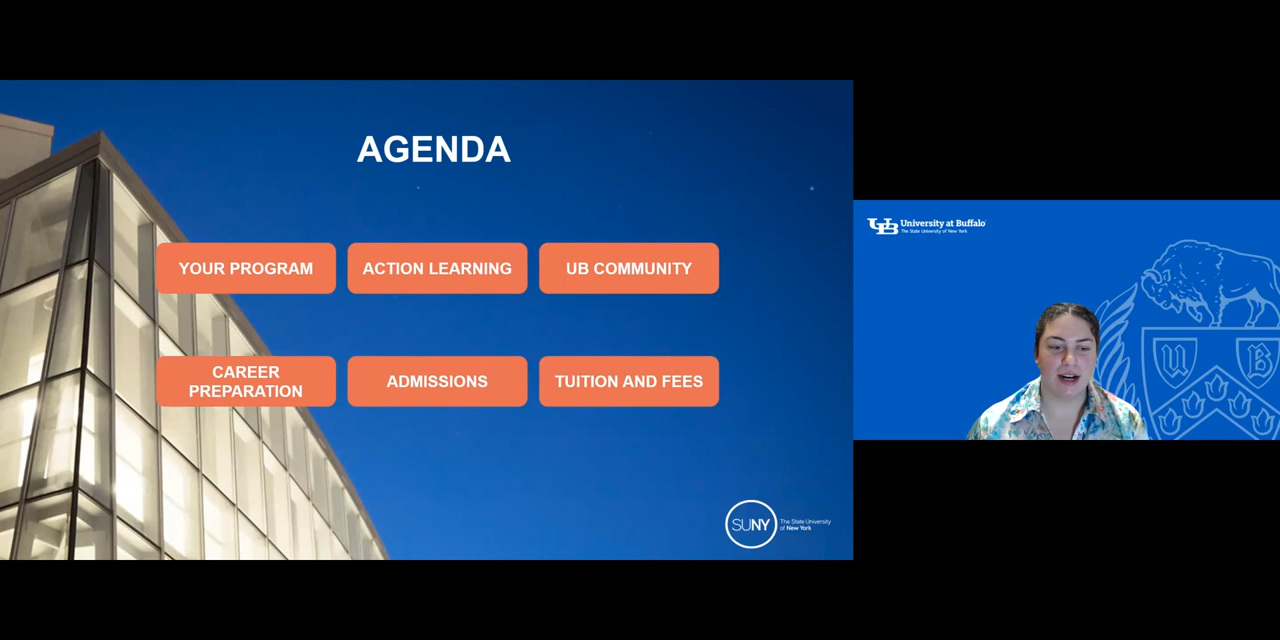 AGENDA
YOUR PROGRAM
ACTION LEARNING
UB COMMUNITY
CAREER
PREPARATION
ADMISSIONS
TUITION AND FEES
SUNY
The State University
of New York
UB
University at Buffalo
The State University of New York
U B